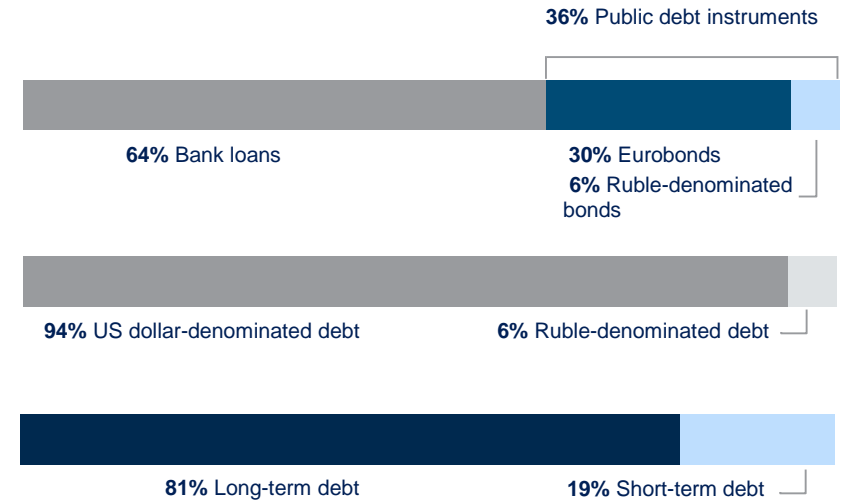 36% Public debt instruments
64% Bank loans
30% Eurobonds
6% Ruble-denominated
bonds
94% US dollar-denominated debt
6% Ruble-denominated debt
81% Long-term debt
19% Short-term debt